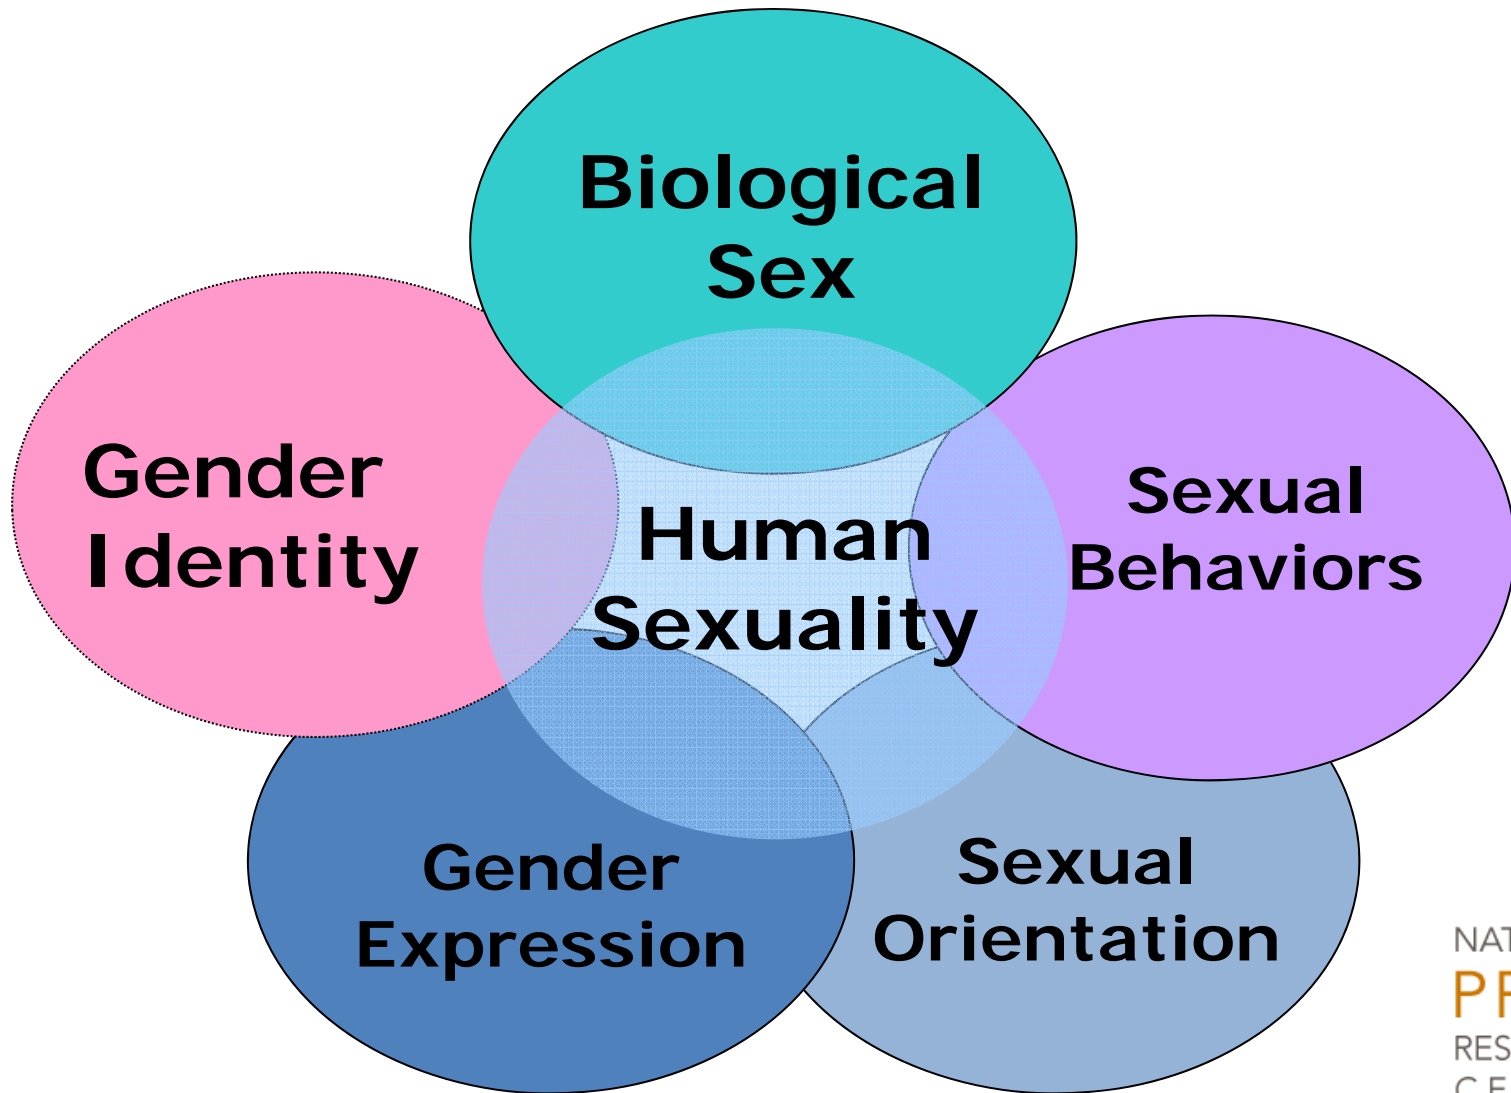 Biological
Sex
Gender
Identity
Human
Sexuality
Sexual
Behaviors
Gender
Expression
Sexual
Orientation
NAT
RES